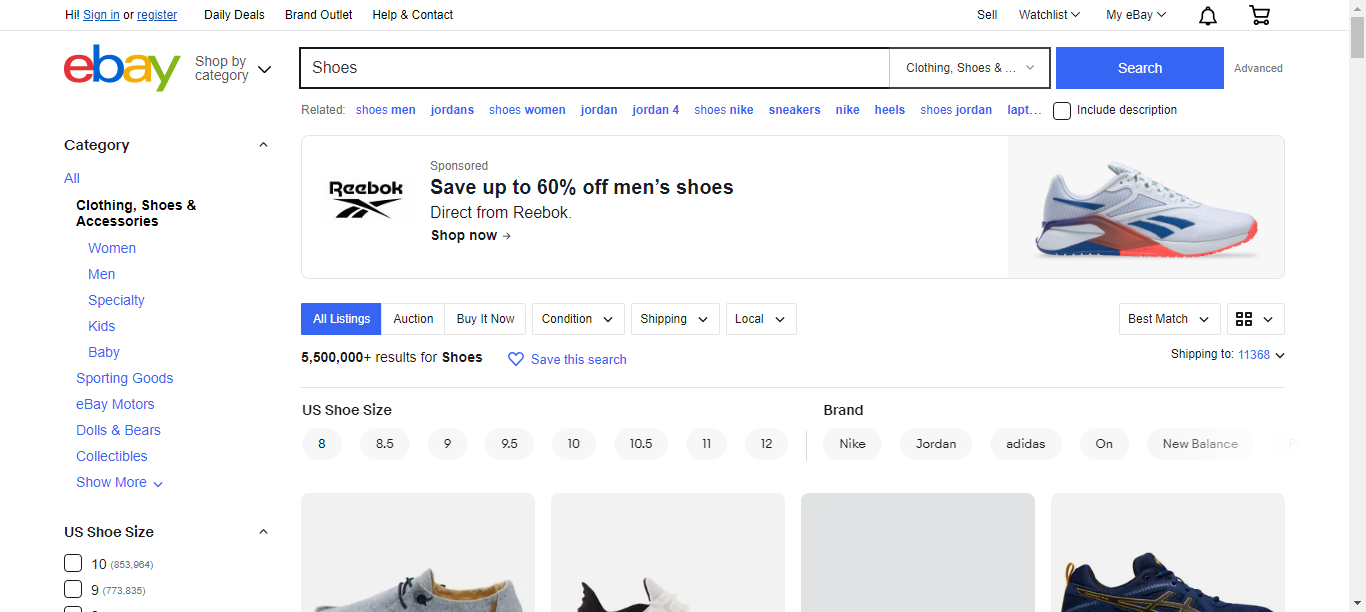 Hi! Sign in or register
Daily Deals
Brand Outlet
Help & Contact
Sell
Watchlist
My eBay
ebay
Shop by
category
Shoes
Clothing, Shoes & ...
Search
Advanced
Related: shoes men jordans shoes women jordan jordan 4 shoes nike sneakers nike heels shoes jordan lapt...
Include description
Category
All
Clothing, Shoes &
Accessories
Women
Men
Specialty
Kids
Baby
Sporting Goods
eBay Motors
Dolls & Bears
Collectibles
Show More
US Shoe Size
10 (853,964)
9 (773,835)
Reebok
Sponsored
Save up to 60% off men’s shoes
Direct from Reebok.
Shop now →
All Listings
Auction
Buy It Now
Condition
Shipping
Local
Best Match
5,500,000+ results for Shoes
Save this search
Shipping to: 11368
US Shoe Size
8 8.5 9 9.5 10 10.5 11 12
Brand
Nike Jordan adidas On New Balance